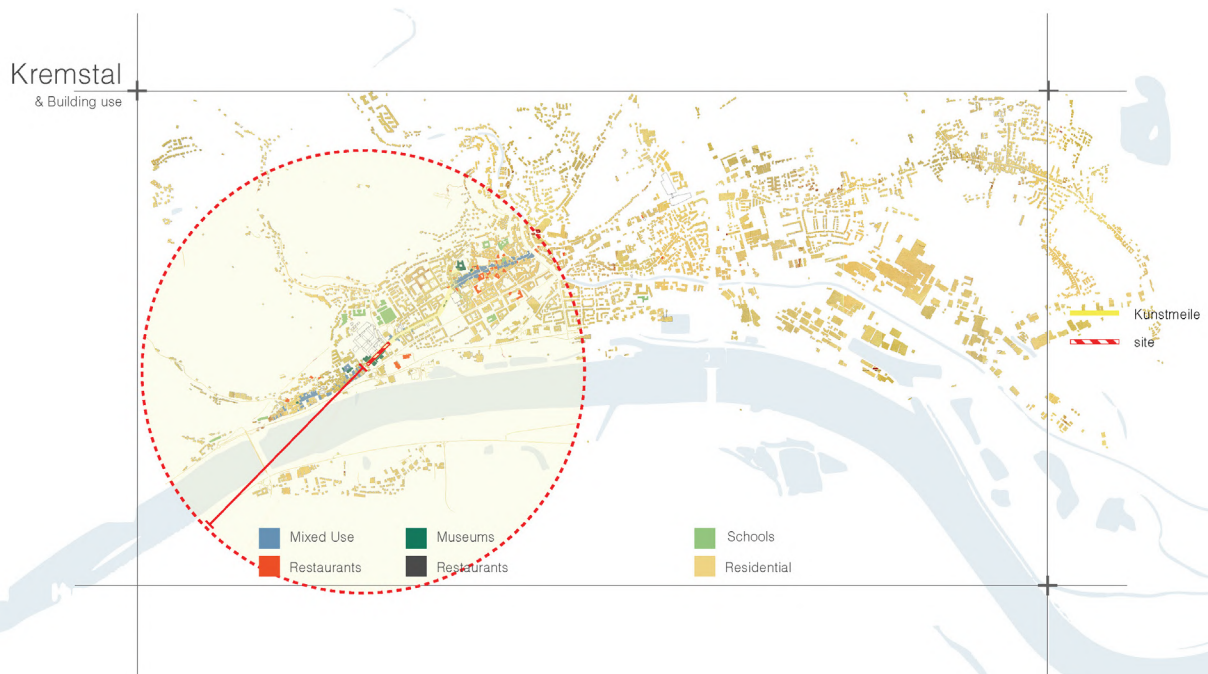 Kremstal
& Building use
Kunstmeile
site
Mixed Use
Museums
Schools
Restaurants
Restaurants
Residential